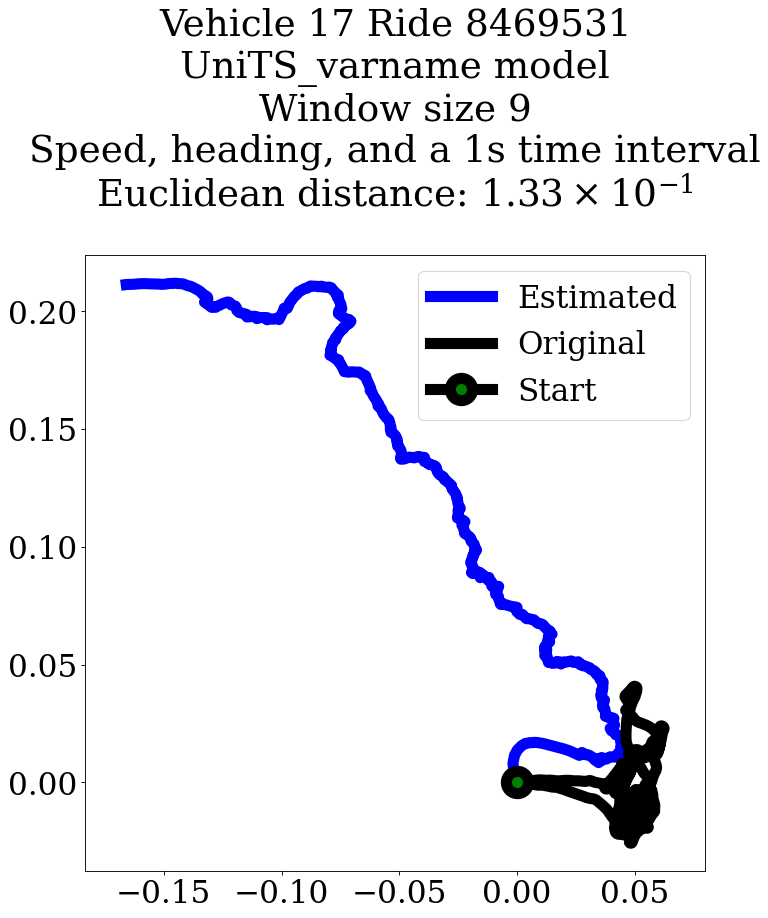 Vehicle 17 Ride 8469531
UniTS_varname model
Window size 9
Speed, heading, and a 1s time interval
Euclidean distance: 1.33 × 10⁻¹
Estimated
Original
Start
0.20
0.15
0.10
0.05
0.00
−0.15 −0.10 −0.05 0.00 0.05